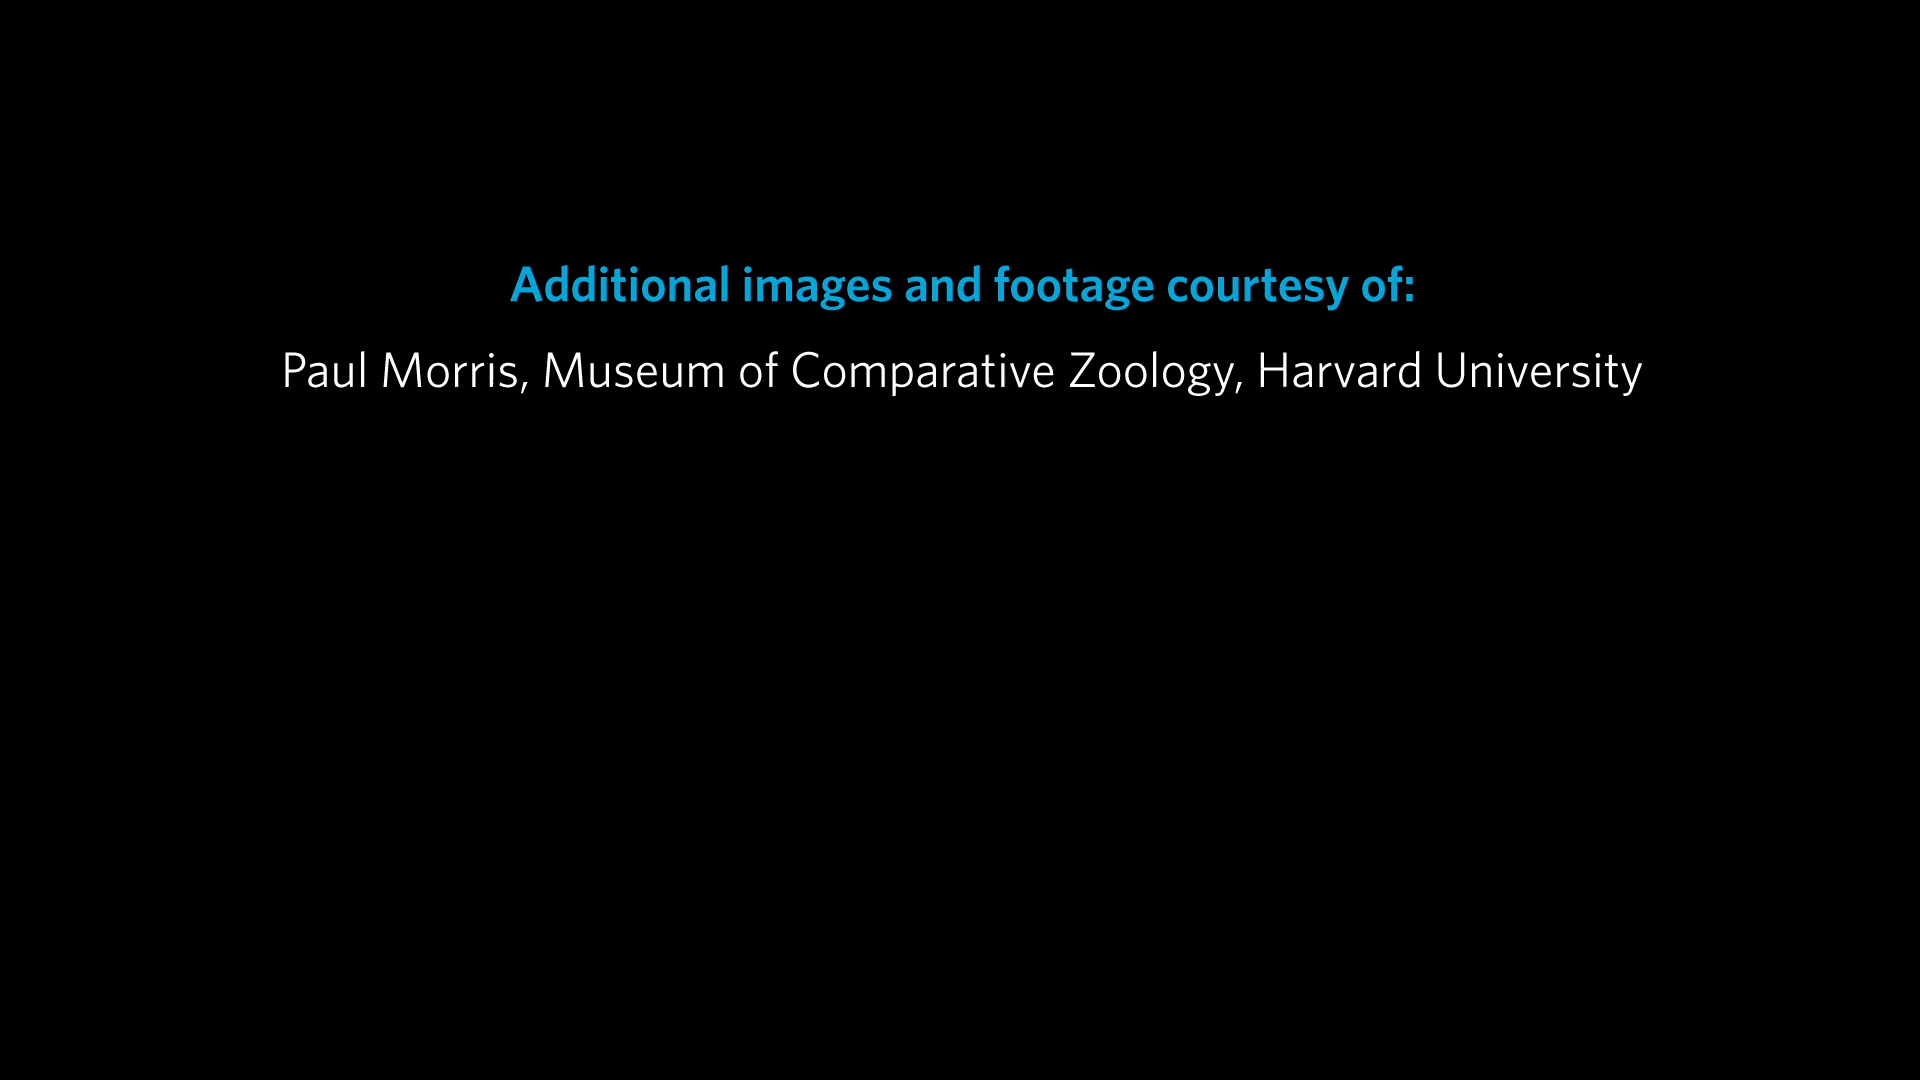 Additional images and footage courtesy of:
Paul Morris, Museum of Comparative Zoology, Harvard University